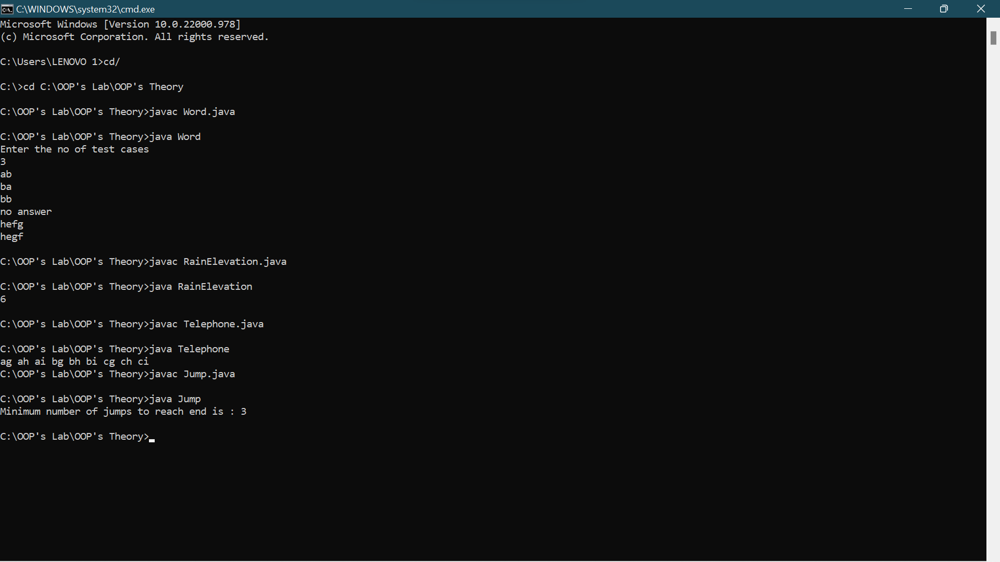 C:\WINDOWS\system32\cmd.exe
Microsoft Windows [Version 10.0.22000.978]
(c) Microsoft Corporation. All rights reserved.
C:\Users\LENOVO 1>cd/
C:\>cd C:\OOP's Lab\OOP's Theory
C:\OOP's Lab\OOP's Theory>javac Word.java
C:\OOP's Lab\OOP's Theory>java Word
Enter the no of test cases
3
ab
ba
bb
no answer
hefg
hegf
C:\OOP's Lab\OOP's Theory>javac RainElevation.java
C:\OOP's Lab\OOP's Theory>java RainElevation
6
C:\OOP's Lab\OOP's Theory>javac Telephone.java
C:\OOP's Lab\OOP's Theory>java Telephone
ag ah ai bg bh bi cg ch ci
C:\OOP's Lab\OOP's Theory>javac Jump.java
C:\OOP's Lab\OOP's Theory>java Jump
Minimum number of jumps to reach end is : 3
C:\OOP's Lab\OOP's Theory>